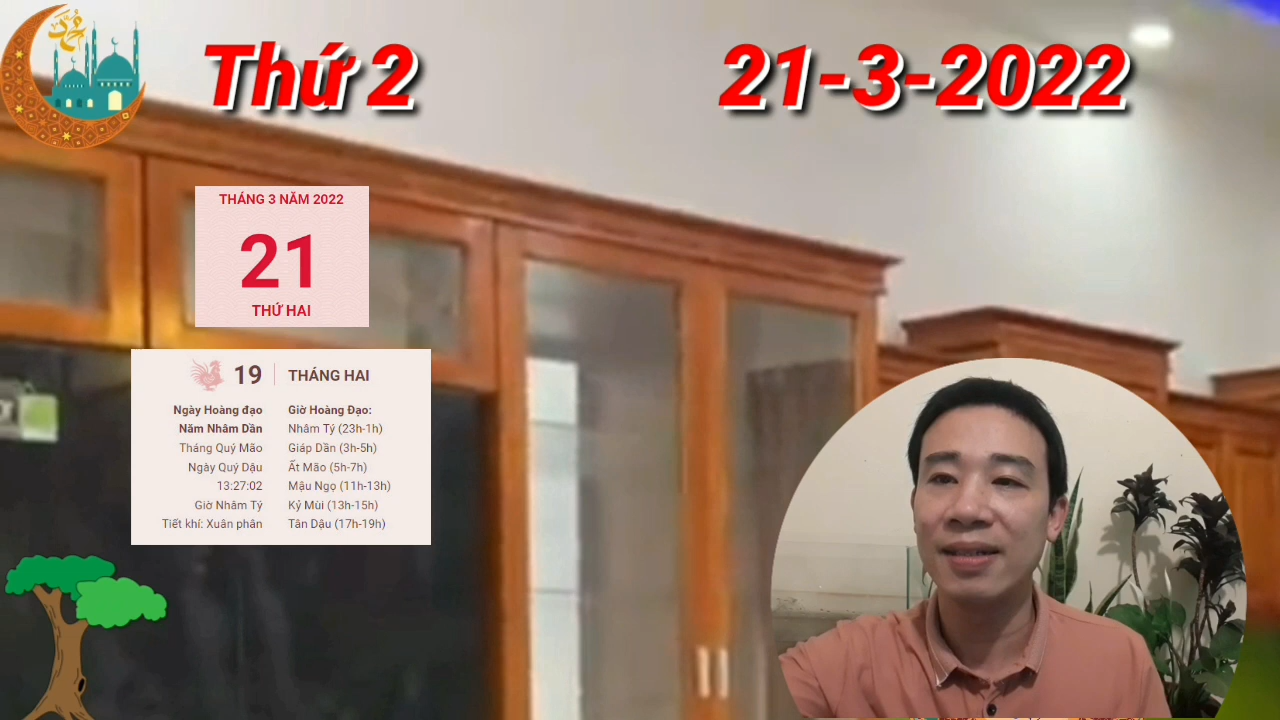 محمد
Thứ 2
21-3-2022
THÁNG 3 NĂM 2022
21
THỨ HAI
19
THÁNG HAI
Ngày Hoàng đạo
Năm Nhâm Dần
Tháng Quý Mão
Ngày Quý Dậu
13:27:02
Giờ Nhâm Tý
Tiết khí: Xuân phân
Giờ Hoàng Đạo:
Nhâm Tý (23h-1h)
Giáp Dần (3h-5h)
Ất Mão (5h-7h)
Mậu Ngọ (11h-13h)
Kỷ Mùi (13h-15h)
Tân Dậu (17h-19h)